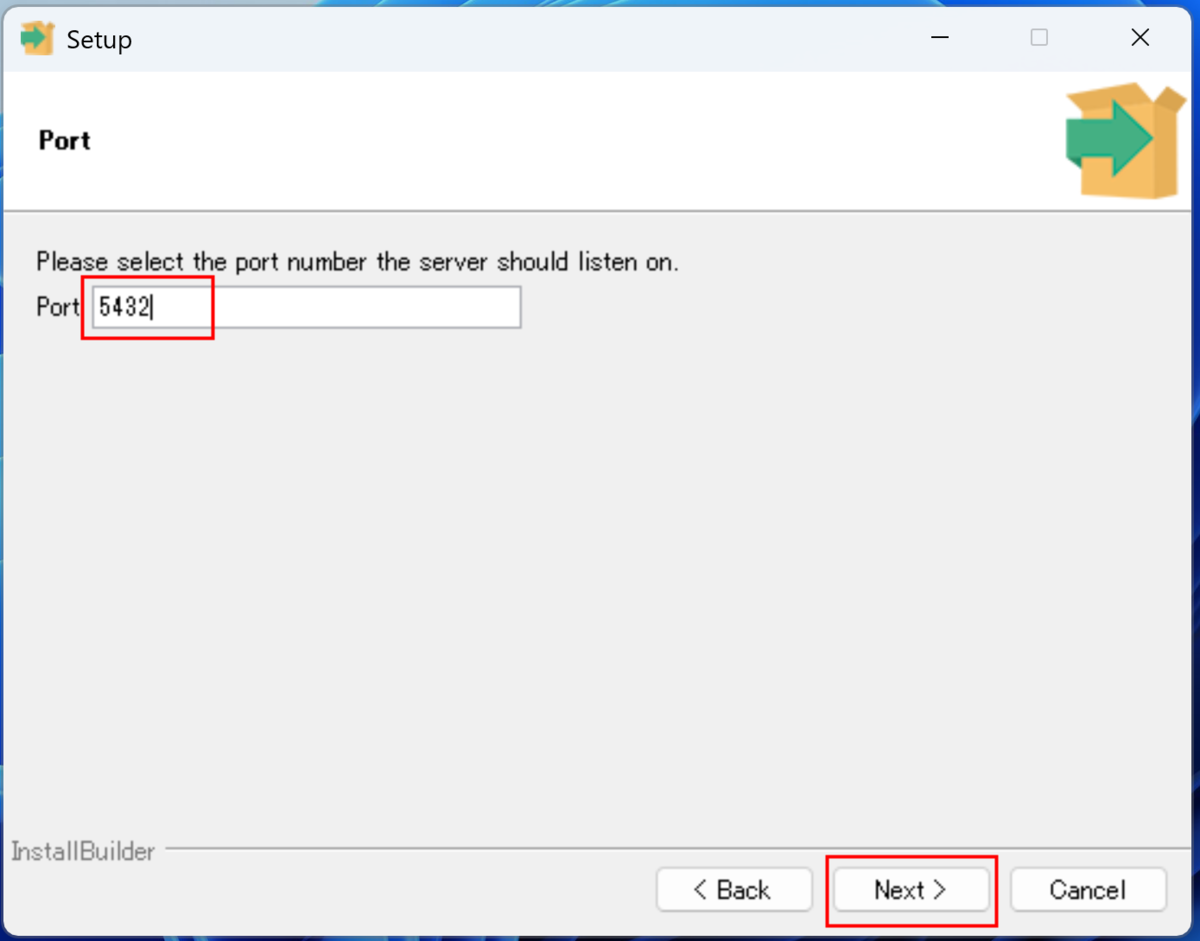 Setup
Port
Please select the port number the server should listen on.
Port 5432
InstallBuilder
< Back Next > Cancel